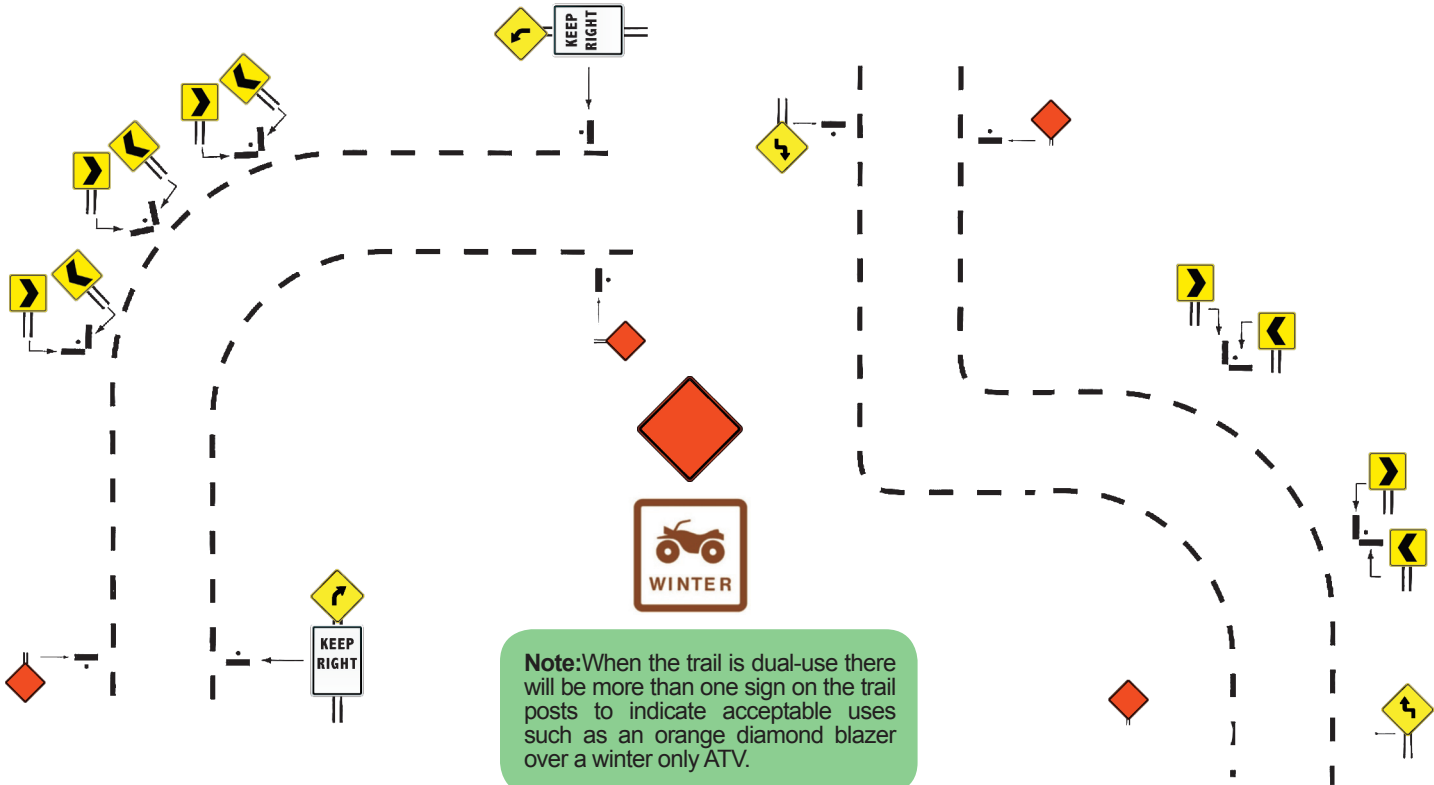 KEEP
RIGHT
KEEP
RIGHT
WINTER
Note:When the trail is dual-use there
will be more than one sign on the trail
posts to indicate acceptable uses
such as an orange diamond blazer
over a winter only ATV.